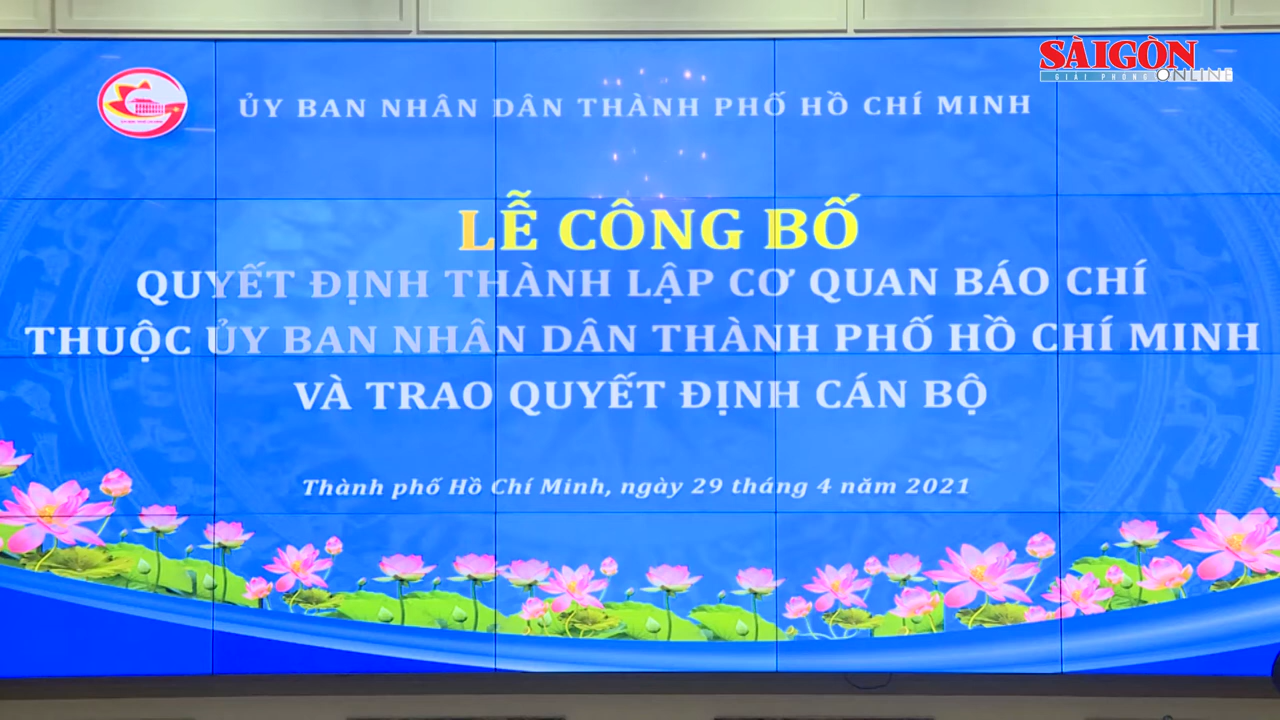 SÀIGÒN
GIẢI PHÓNG ONLINE
ỦY BAN NHÂN DÂN THÀNH PHỐ HỒ CHÍ MINH
LỄ CÔNG BỐ
QUYẾT ĐỊNH THÀNH LẬP CƠ QUAN BÁO CHÍ
THUỘC ỦY BAN NHÂN DÂN THÀNH PHỐ HỒ CHÍ MINH
VÀ TRAO QUYẾT ĐỊNH CÁN BỘ
Thành phố Hồ Chí Minh, ngày 29 tháng 4 năm 2021